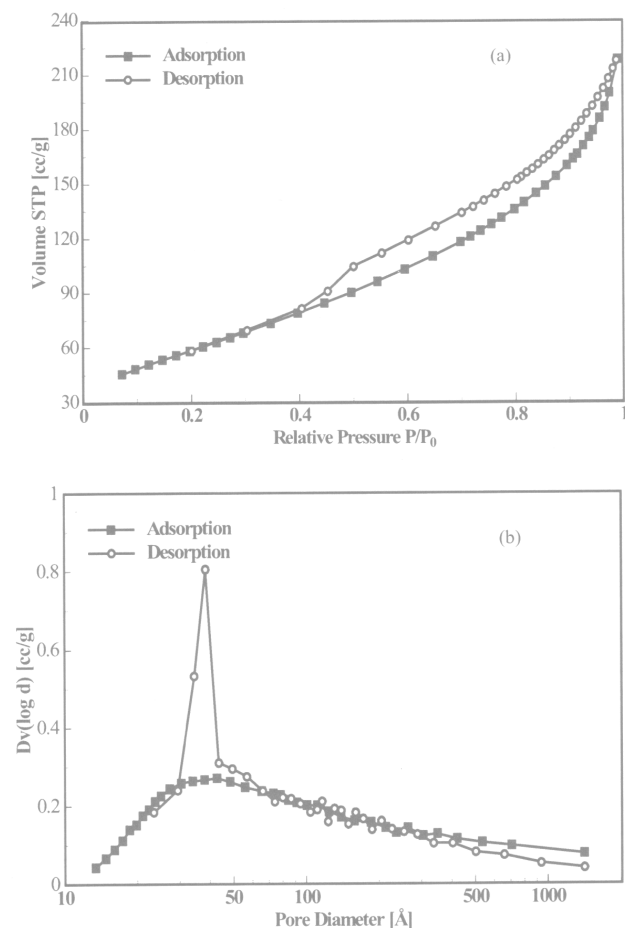 240
Adsorption
(a)
210
Desorption
180
150
120
90
60
30
0
0.2
0.4
0.6
0.8
1
Volume STP [cc/g]
Relative Pressure P/P₀
1
Adsorption
(b)
Desorption
0.8
0.6
0.4
0.2
0
10
50
100
500
1000
Dv(log d) [cc/g]
Pore Diameter [Å]